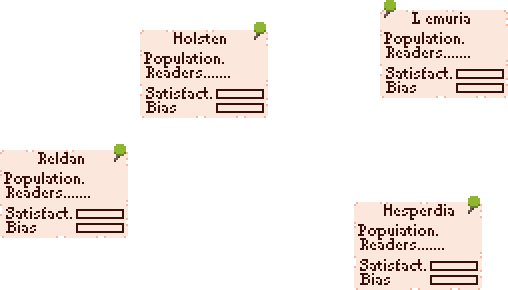 Holsten
Population.
Readers.......
Satisfact.
Bias
Lemuria
Population.
Readers.......
Satisfact.
Bias
Reldan
Population.
Readers.......
Satisfact.
Bias
Hesperdia
Population.
Readers.......
Satisfact.
Bias